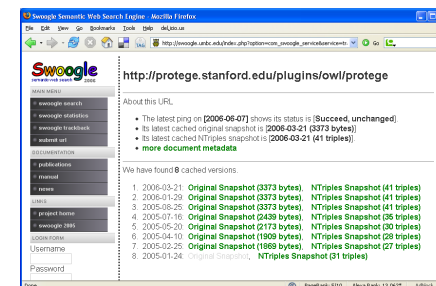 Swoogle Semantic Web Search Engine - Mozilla Firefox
File Edit View Go Bookmarks Tools Help del.icio.us
http://swoogle.umbc.edu/index.php?option=com_swoogle_service&service=tr
Go
Swoogle
semantic web search 2006
MAIN MENU
swoogle search
swoogle statistics
swoogle trackback
submit url
DOCUMENTATION
publications
manual
news
LINKS
project home
swoogle 2005
LOGIN FORM
Username
Password
http://protege.stanford.edu/plugins/owl/protege
About this URL
The latest ping on [2006-06-07] shows its status is [Succeed, unchanged].
Its latest cached original snapshot is [2006-03-21 (3373 bytes)]
Its latest cached NTriples snapshot is [2006-03-21 (41 triples)]
more document metadata
We have found 8 cached versions.
1. 2006-03-21: Original Snapshot (3373 bytes), NTriples Snapshot (41 triples)
2. 2006-01-29: Original Snapshot (3373 bytes), NTriples Snapshot (41 triples)
3. 2005-08-25: Original Snapshot (3373 bytes), NTriples Snapshot (41 triples)
4. 2005-07-16: Original Snapshot (2439 bytes), NTriples Snapshot (35 triples)
5. 2005-05-20: Original Snapshot (2173 bytes), NTriples Snapshot (30 triples)
6. 2005-04-10: Original Snapshot (1909 bytes), NTriples Snapshot (28 triples)
7. 2005-02-25: Original Snapshot (1869 bytes), NTriples Snapshot (27 triples)
8. 2005-01-24: Original Snapshot, NTriples Snapshot (31 triples)
Done